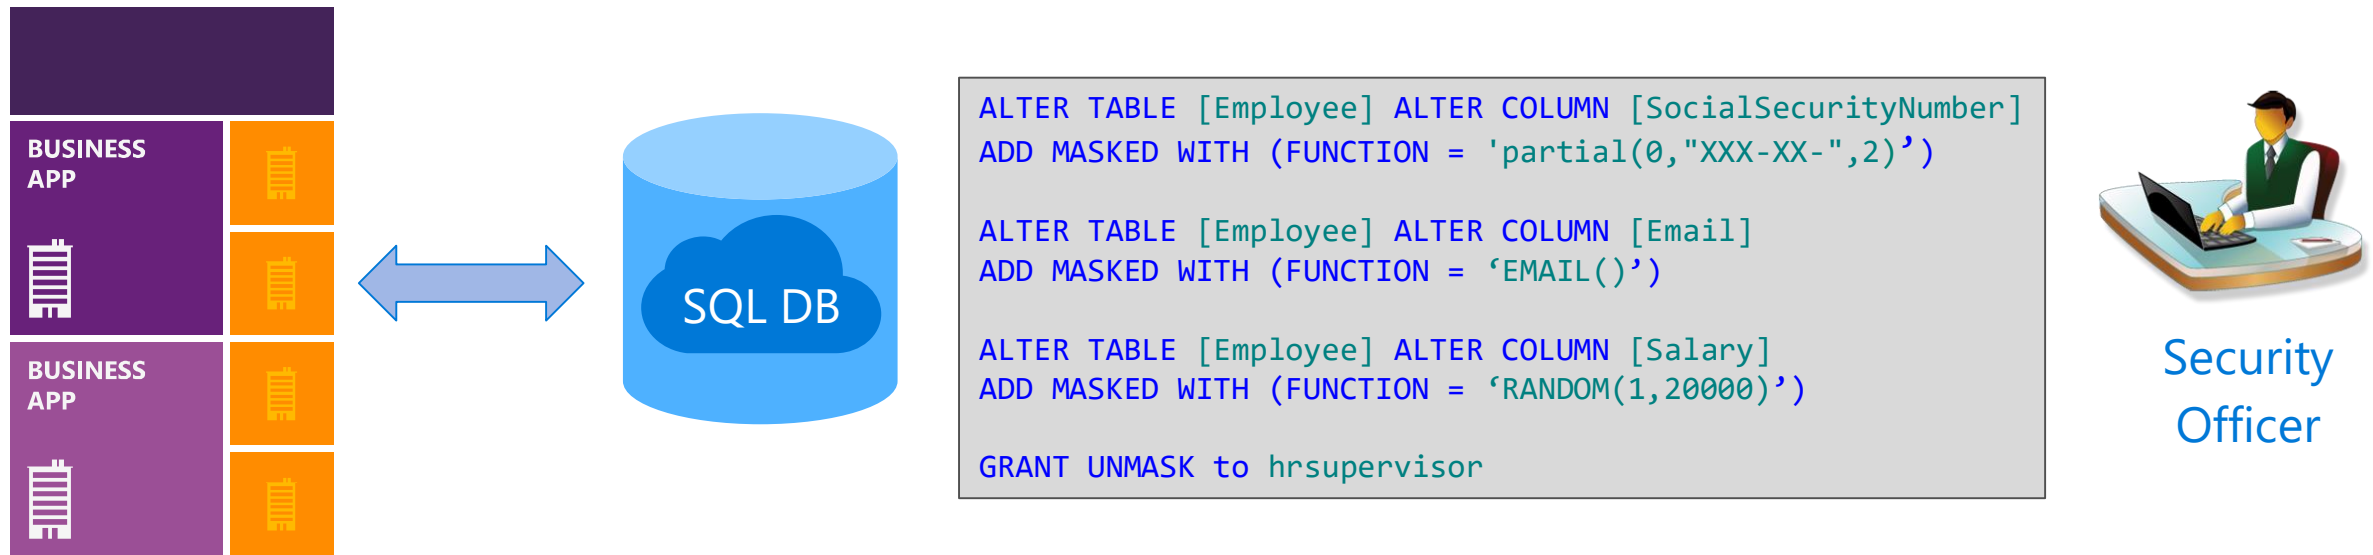 BUSINESS
APP
BUSINESS
APP
SQL DB
ALTER TABLE [Employee] ALTER COLUMN [SocialSecurityNumber]
ADD MASKED WITH (FUNCTION = 'partial(0,"XXX-XX-",2)’)
ALTER TABLE [Employee] ALTER COLUMN [Email]
ADD MASKED WITH (FUNCTION = ‘EMAIL()’)
ALTER TABLE [Employee] ALTER COLUMN [Salary]
ADD MASKED WITH (FUNCTION = ‘RANDOM(1,20000)’)
GRANT UNMASK to hrsupervisor
Security
Officer